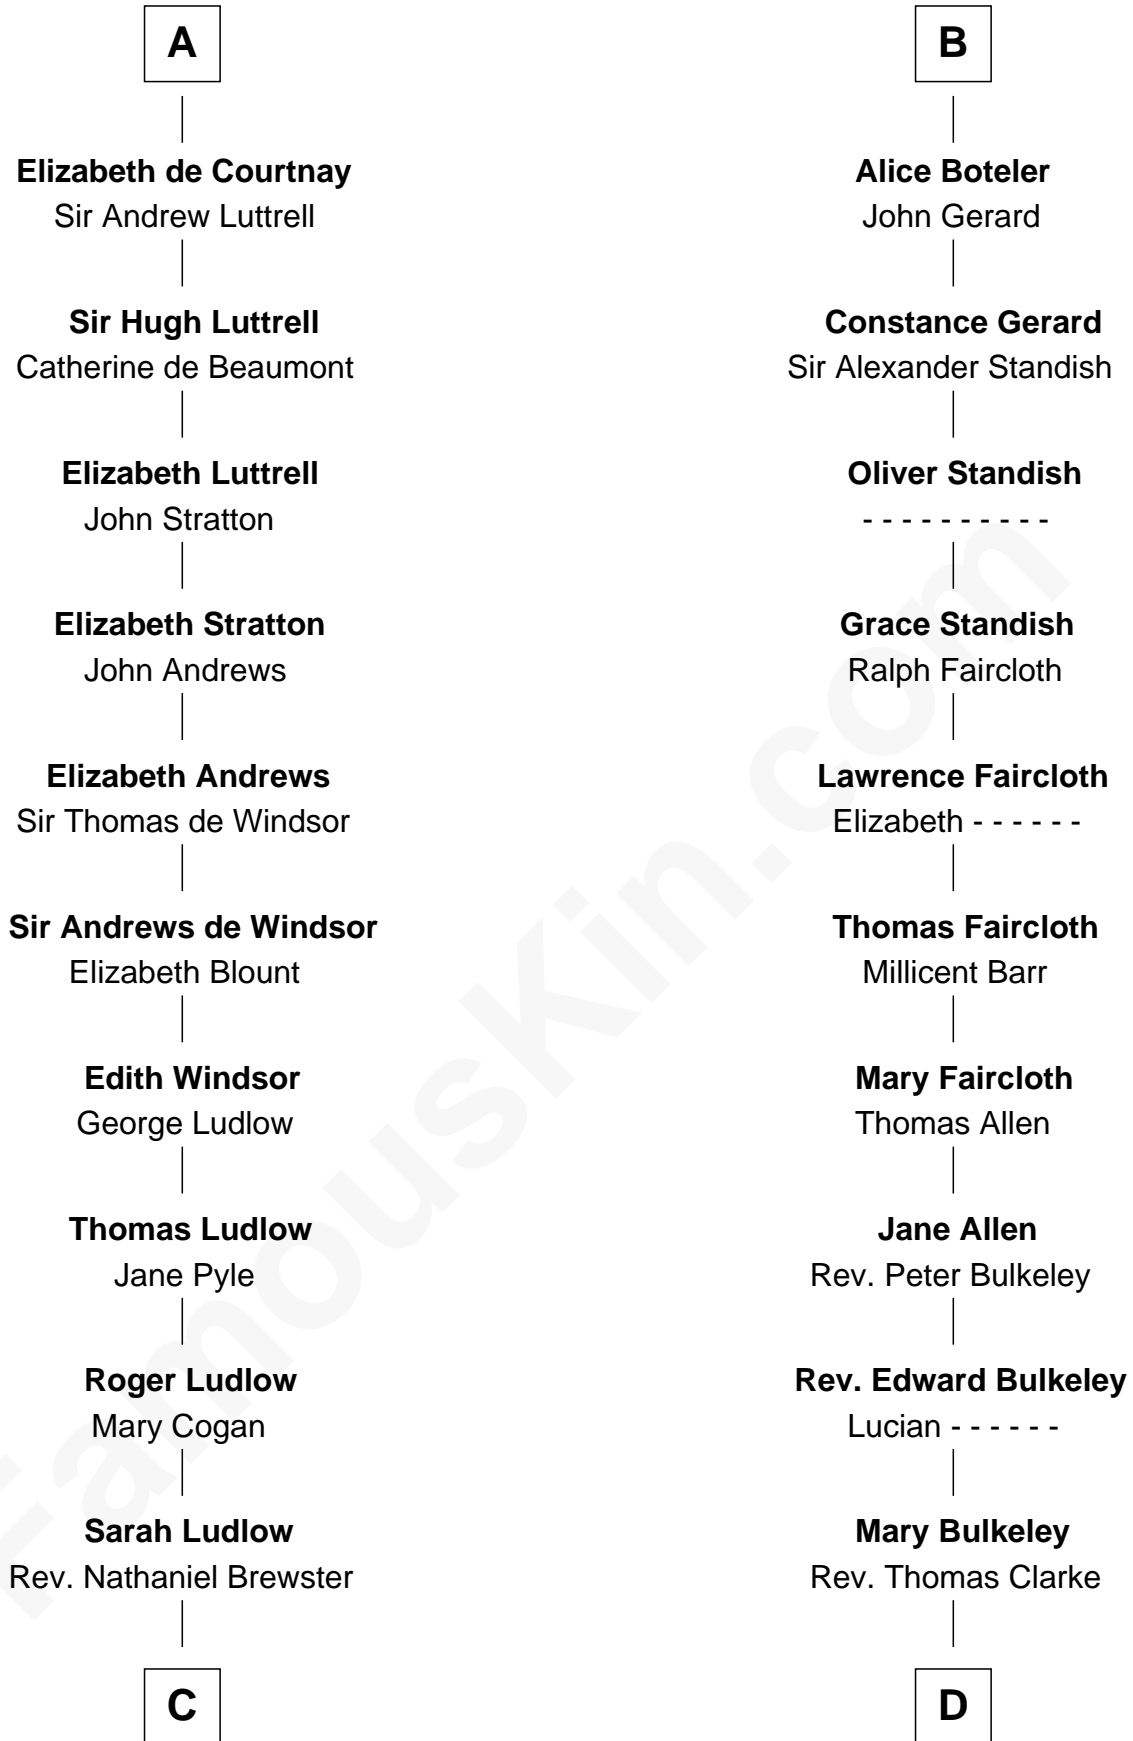 A
Elizabeth de Courtnay
Sir Andrew Luttrell
Sir Hugh Luttrell
Catherine de Beaumont
Elizabeth Luttrell
John Stratton
Elizabeth Stratton
John Andrews
Elizabeth Andrews
Sir Thomas de Windsor
Sir Andrews de Windsor
Elizabeth Blount
Edith Windsor
George Ludlow
Thomas Ludlow
Jane Pyle
Roger Ludlow
Mary Cogan
Sarah Ludlow
Rev. Nathaniel Brewster
C
B
Alice Boteler
John Gerard
Constance Gerard
Sir Alexander Standish
Oliver Standish
- - - - - - - - - -
Grace Standish
Ralph Faircloth
Lawrence Faircloth
Elizabeth - - - - - -
Thomas Faircloth
Millicent Barr
Mary Faircloth
Thomas Allen
Jane Allen
Rev. Peter Bulkeley
Rev. Edward Bulkeley
Lucian - - - - - -
Mary Bulkeley
Rev. Thomas Clarke
D
FamousKin.com